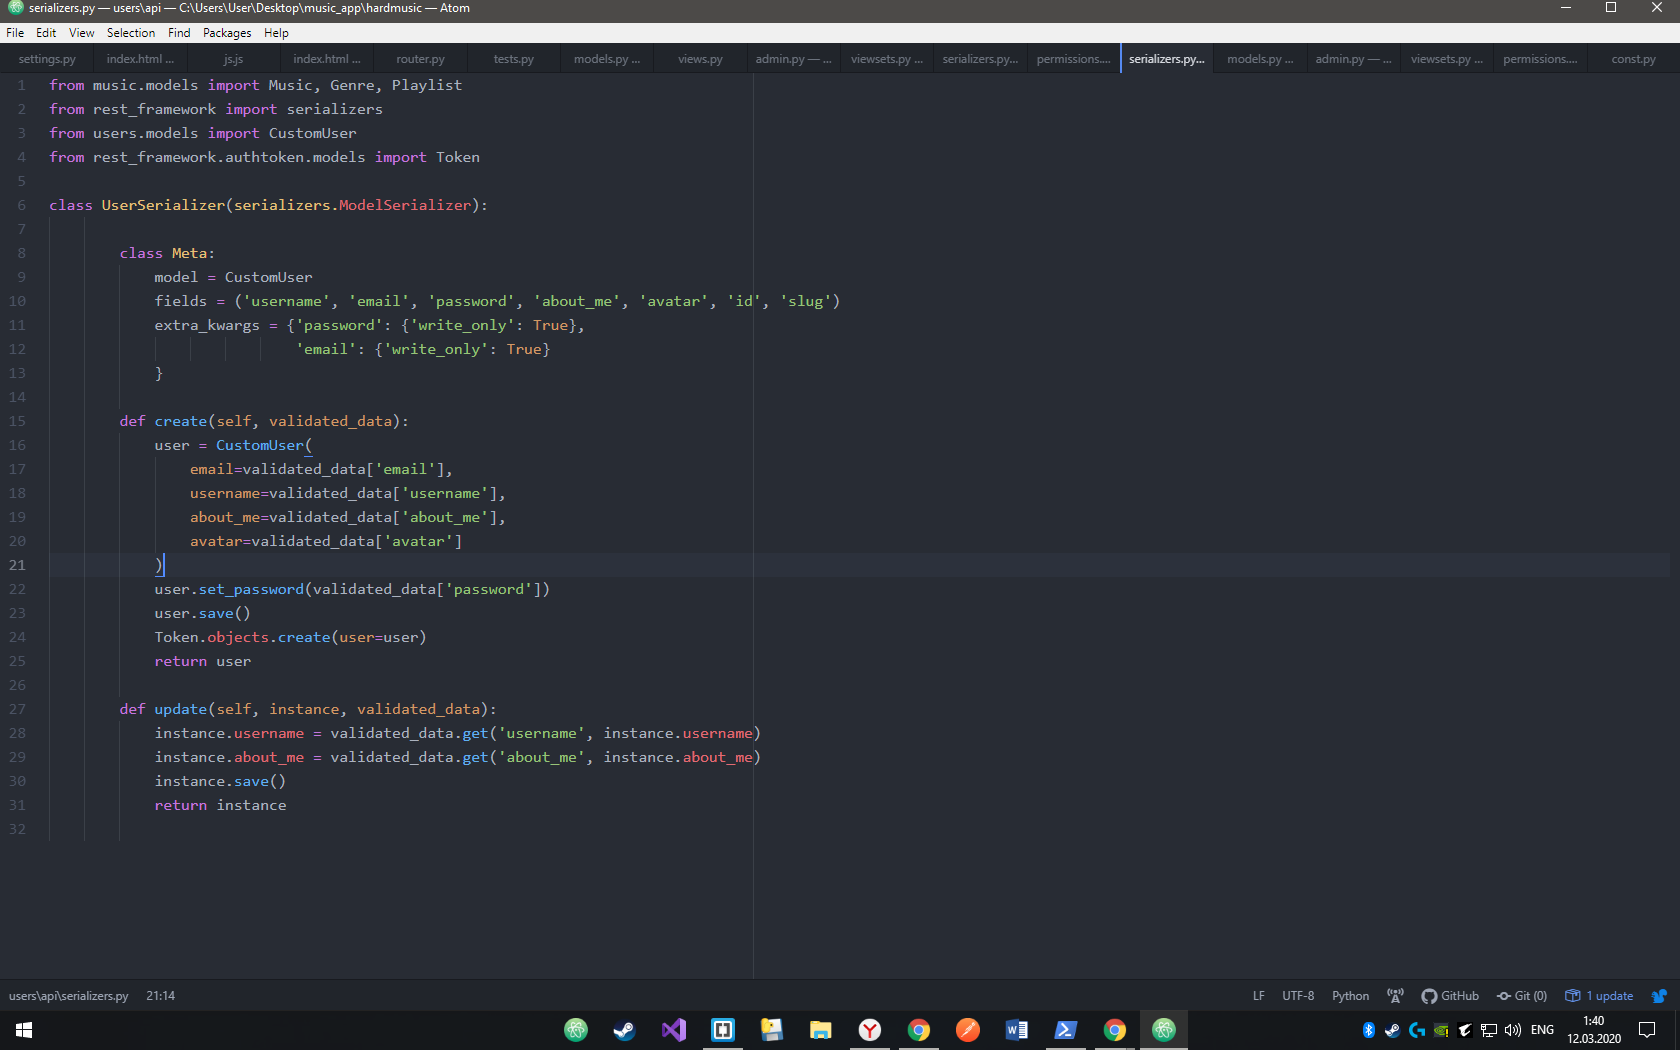 serializers.py — users\api — C:\Users\User\Desktop\music_app\hardmusic — Atom
File Edit View Selection Find Packages Help
settings.py index.html ... js.js index.html ... router.py tests.py models.py ... views.py admin.py — ... viewsets.py ... serializers.py... permissions.... serializers.py... models.py ... admin.py — ... viewsets.py ... permissions.... const.py
1 from music.models import Music, Genre, Playlist
2 from rest_framework import serializers
3 from users.models import CustomUser
4 from rest_framework.authtoken.models import Token
5
6 class UserSerializer(serializers.ModelSerializer):
7
8 class Meta:
9 model = CustomUser
10 fields = ('username', 'email', 'password', 'about_me', 'avatar', 'id', 'slug')
11 extra_kwargs = {'password': {'write_only': True},
12 'email': {'write_only': True}
13 }
14
15 def create(self, validated_data):
16 user = CustomUser(
17 email=validated_data['email'],
18 username=validated_data['username'],
19 about_me=validated_data['about_me'],
20 avatar=validated_data['avatar']
21 )
22 user.set_password(validated_data['password'])
23 user.save()
24 Token.objects.create(user=user)
25 return user
26
27 def update(self, instance, validated_data):
28 instance.username = validated_data.get('username', instance.username)
29 instance.about_me = validated_data.get('about_me', instance.about_me)
30 instance.save()
31 return instance
32
users\api\serializers.py 21:14 LF UTF-8 Python GitHub Git (0) 1 update
ENG 1:40
12.03.2020